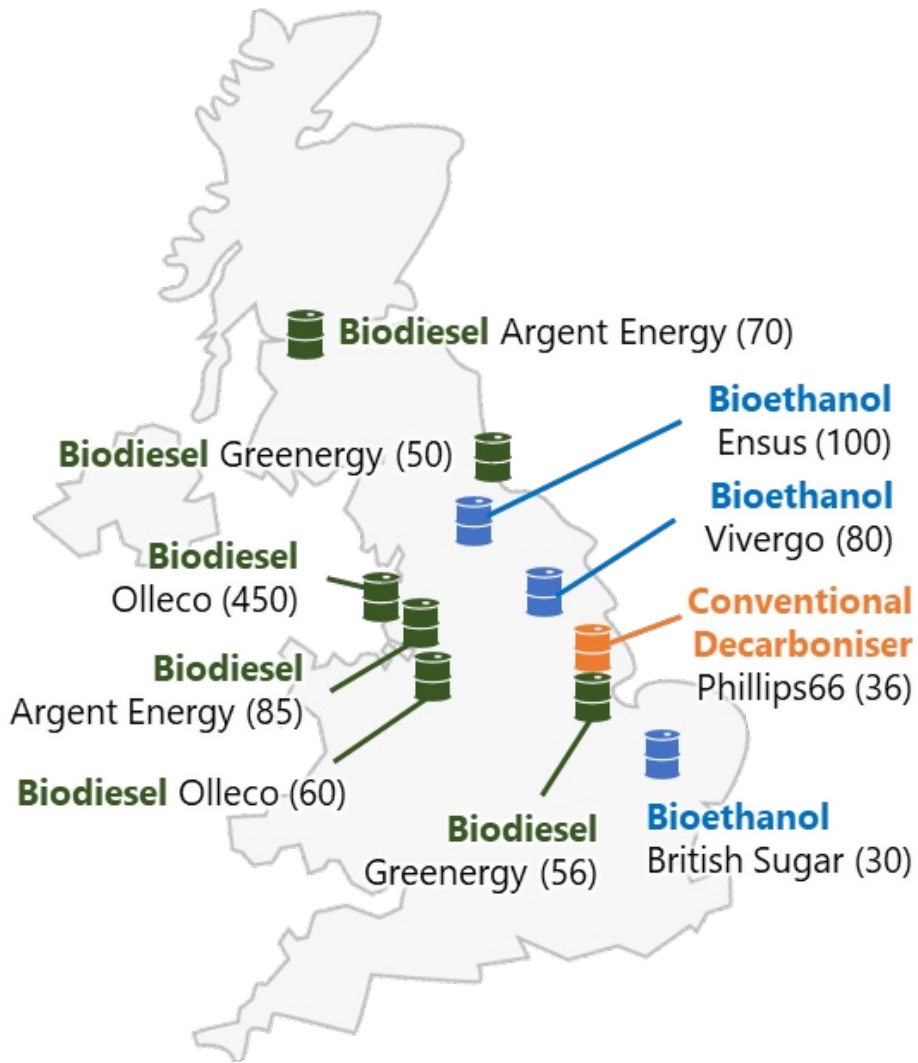 Biodiesel Argent Energy (70)
Bioethanol
Ensus (100)
Biodiesel Greenergy (50)
Bioethanol
Vivergo (80)
Biodiesel
Olleco (450)
Conventional
Decarboniser
Phillips66 (36)
Biodiesel
Argent Energy (85)
Biodiesel Olleco (60)
Biodiesel
Greenergy (56)
Bioethanol
British Sugar (30)